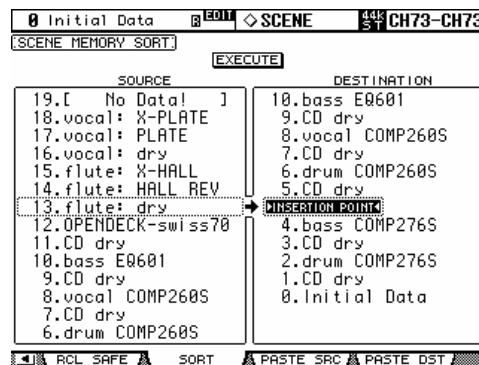 0 Initial Data EDIT ◇SCENE 44k ST CH73-CH73
SCENE MEMORY SORT
EXECUTE
SOURCE
19.[ No Data! ]
18.vocal: X-PLATE
17.vocal: PLATE
16.vocal: dry
15.flute: X-HALL
14.flute: HALL REV
13.flute: dry
12.OPENDECK-swiss70
11.CD dry
10.bass EQ601
9.CD dry
8.vocal COMP260S
7.CD dry
6.drum COMP260S
DESTINATION
10.bass EQ601
9.CD dry
8.vocal COMP260S
7.CD dry
6.drum COMP260S
5.CD dry
INSERTION POINT
4.bass COMP276S
3.CD dry
2.drum COMP276S
1.CD dry
0.Initial Data
RCL SAFE SORT PASTE SRC PASTE DST